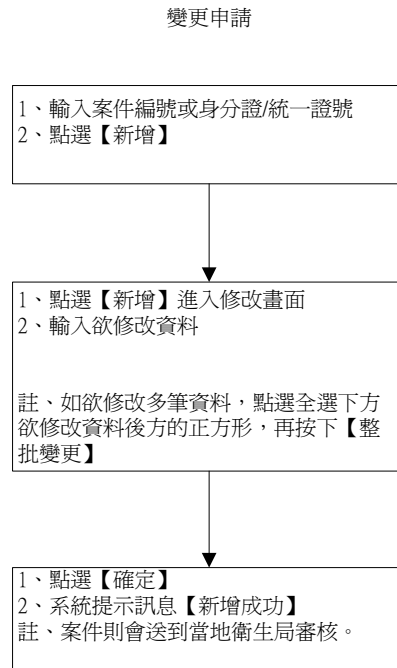 變更申請
1、輸入案件編號或身分證/統一證號
2、點選【新增】
1、點選【新增】進入修改畫面
2、輸入欲修改資料
註、如欲修改多筆資料，點選全選下方
欲修改資料後方的正方形，再按下【整
批變更】
1、點選【確定】
2、系統提示訊息【新增成功】
註、案件則會送到當地衛生局審核。